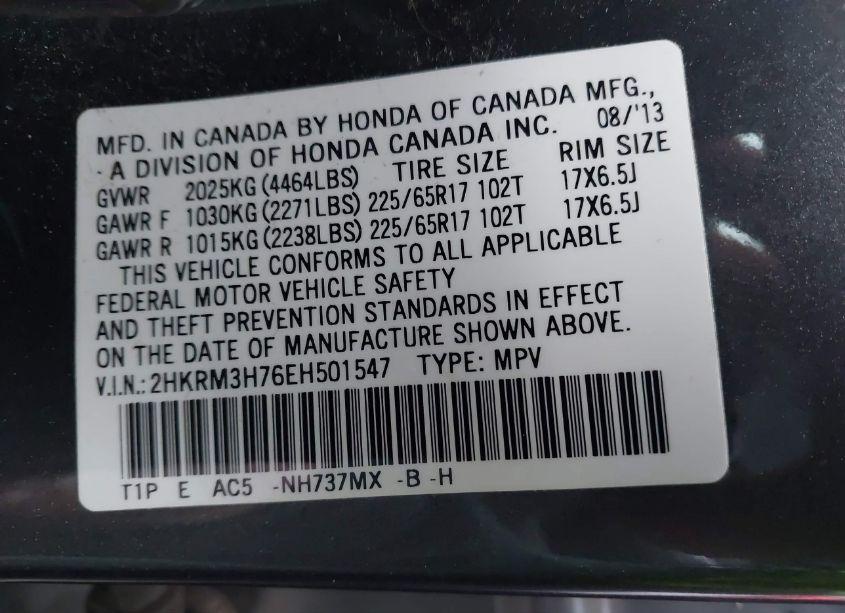 MFD. IN CANADA BY HONDA OF CANADA MFG.,
A DIVISION OF HONDA CANADA INC. 08/'13
GVWR 2025KG (4464LBS) TIRE SIZE RIM SIZE
GAWR F 1030KG (2271LBS) 225/65R17 102T 17X6.5J
GAWR R 1015KG (2238LBS) 225/65R17 102T 17X6.5J
THIS VEHICLE CONFORMS TO ALL APPLICABLE
FEDERAL MOTOR VEHICLE SAFETY
AND THEFT PREVENTION STANDARDS IN EFFECT
ON THE DATE OF MANUFACTURE SHOWN ABOVE.
V.I.N.: 2HKRM3H76EH501547 TYPE: MPV
T1P E AC5 -NH737MX -B -H